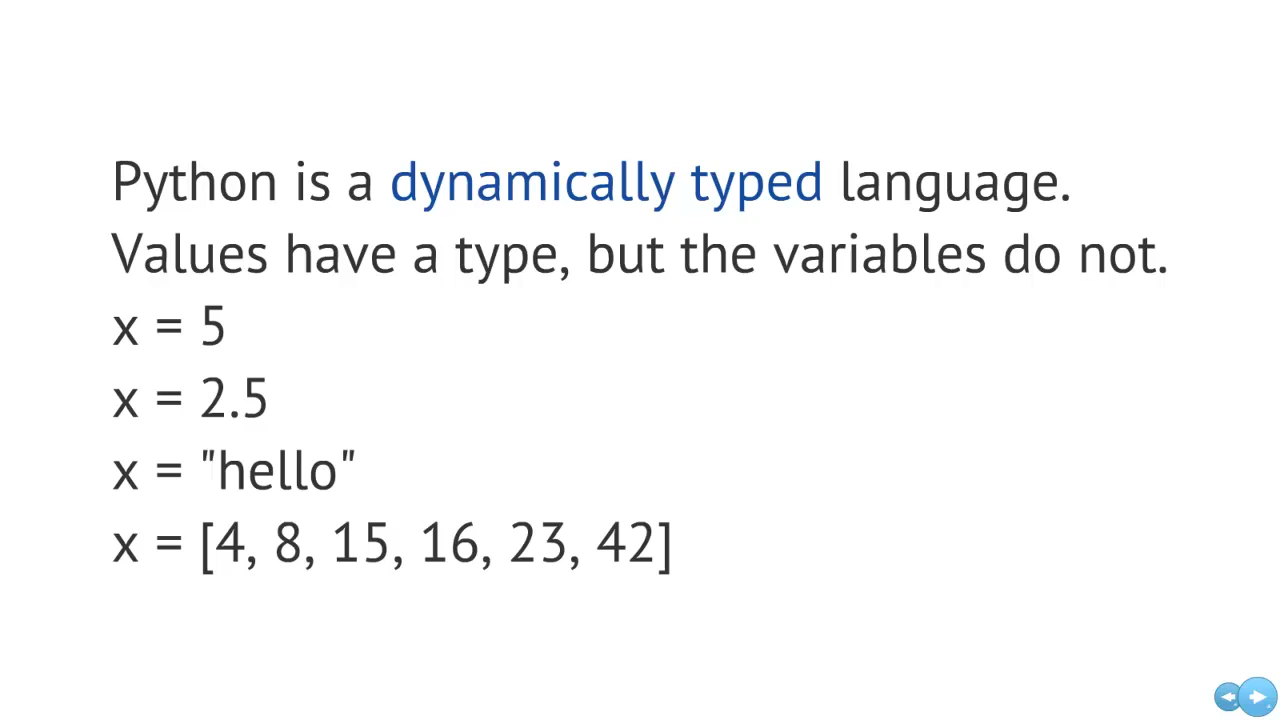 Python is a dynamically typed language.
Values have a type, but the variables do not.
x = 5
x = 2.5
x = "hello"
x = [4, 8, 15, 16, 23, 42]